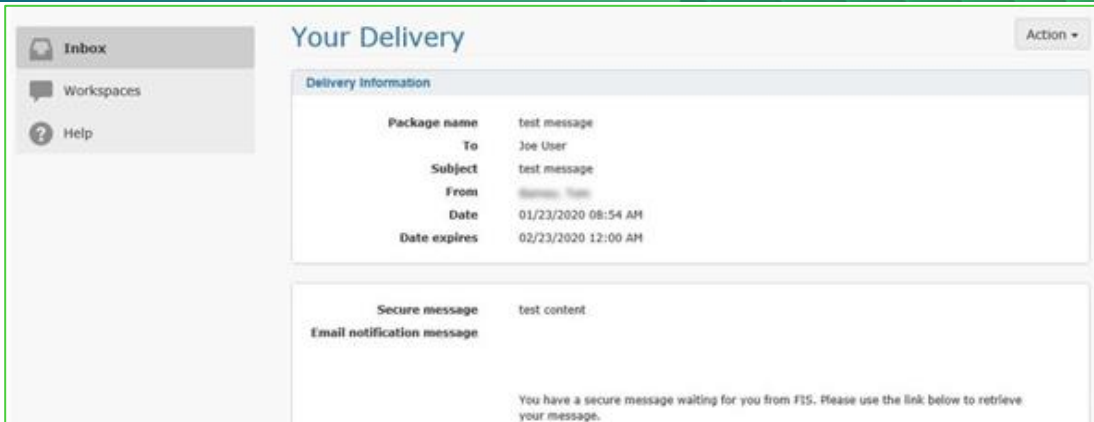 Inbox
Workspaces
Help
Your Delivery
Action
Delivery Information
Package name test message
To Joe User
Subject test message
From
Date 01/23/2020 08:54 AM
Date expires 02/23/2020 12:00 AM
Secure message test content
Email notification message
You have a secure message waiting for you from FIS. Please use the link below to retrieve
your message.